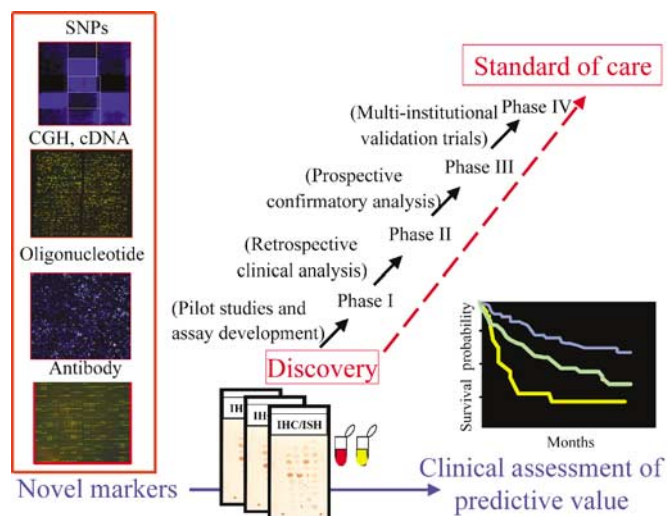 SNPs
CGH, cDNA
Oligonucleotide
Antibody
Standard of care
(Multi-institutional
validation trials)
Phase IV
(Prospective
confirmatory analysis)
Phase III
(Retrospective
clinical analysis)
Phase II
(Pilot studies and
assay development)
Phase I
Discovery
IH
IH
IHC/ISH
Survival probability
Months
Novel markers
Clinical assessment of
predictive value